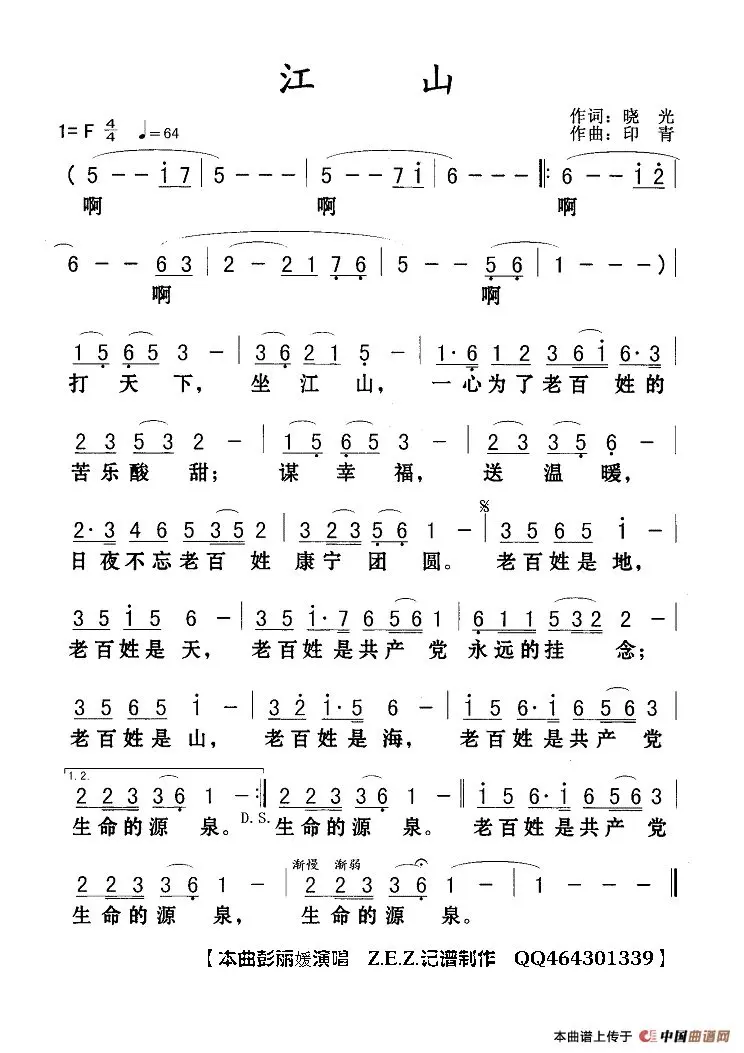 江 山
作词：晓 光
1= F 4/4 ♩=64
作曲：印 青
( 5 - - i 7 | 5 - - | 5 - - 7 i | 6 - - ‖: 6 - - i 2̇ |
啊 啊 啊
6 - - 6 3 | 2 - 2 1 7̣ 6̣ | 5 - - 5̣ 6̣ | 1 - - ) |
啊 啊
1 5̣ 6̣ 5 3 - | 3 6̣ 2 1 5̣ - | 1· 6̣ 1 2 3 6 i 6· 3 |
打 天 下， 坐 江 山， 一 心 为 了 老 百 姓 的
2 3 5 3 2 - | 1 5̣ 6̣ 5 3 - | 2 3 3 5 6̣ - |
苦 乐 酸 甜； 谋 幸 福， 送 温 暖，
2· 3 4 6 5 3 5 2 | 3 2 3 5̣ 6̣ 1 - | 3 5 6 5 i - |
日 夜 不 忘 老 百 姓 康 宁 团 圆。 老 百 姓 是 地，
3 5 i 5 6 - | 3 5 i· 7 6 5 6 1 | 6̣ 1 1 5 3 2 2 - |
老 百 姓 是 天， 老 百 姓 是 共 产 党 永 远 的 挂 念；
3 5 6 5 i - | 3 2̇ i· 5 6 - | i 5 6· i 6 5 6 3 |
老 百 姓 是 山， 老 百 姓 是 海， 老 百 姓 是 共 产 党
1. 2.
2 2 3 3 3 6̣ 1 - :‖ 2 2 3 3 3 6̣ 1 - ‖ i 5 6· i 6 5 6 3 |
生 命 的 源 泉。 D.S. 生 命 的 源 泉。 老 百 姓 是 共 产 党
渐慢 渐弱
2 2 3 3 3 6̣ 1 - | 2 2 3 3 3 6̣ 1 - | 1 - - - ‖
生 命 的 源 泉， 生 命 的 源 泉。
【本曲彭丽媛演唱 Z.E.Z.记谱制作 QQ464301339】
本曲谱上传于 中国曲谱网